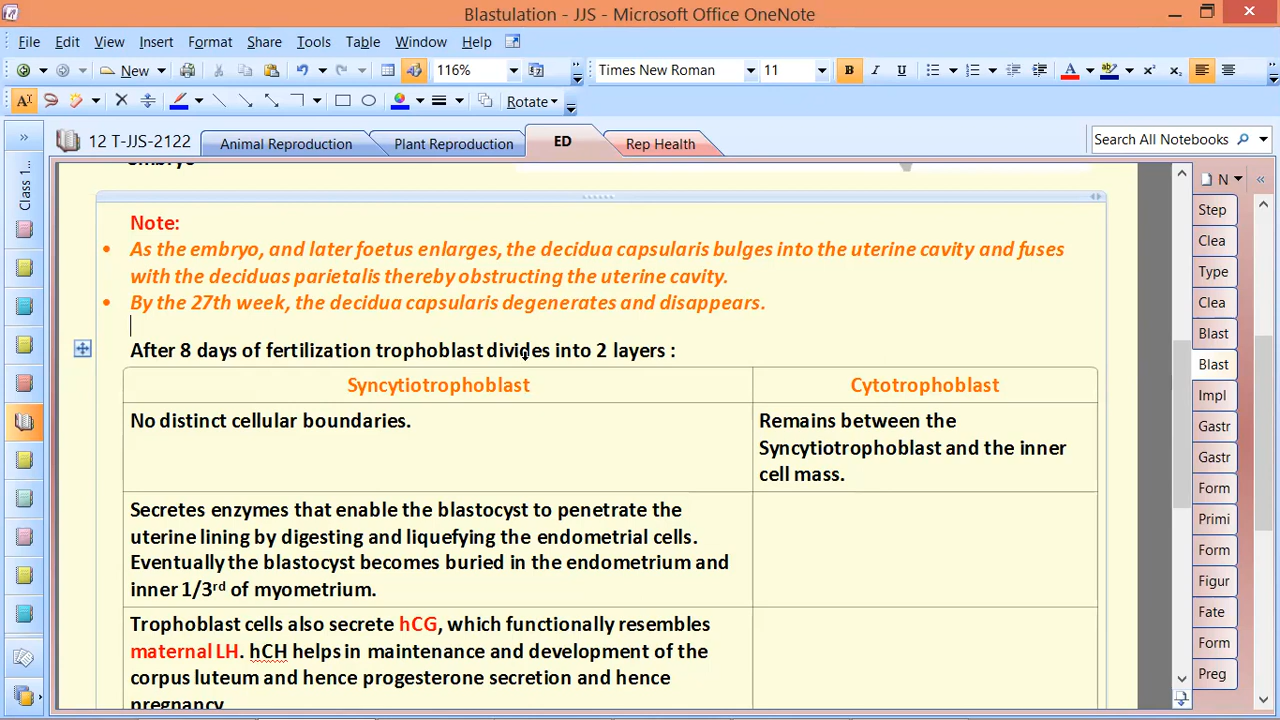 Blastulation - JJS - Microsoft Office OneNote
File Edit View Insert Format Share Tools Table Window Help
New 116% Times New Roman 11 B I U
Rotate
12 T-JJS-2122 Animal Reproduction Plant Reproduction ED Rep Health Search All Notebooks
Class 1...
N
embryo
Note:
• As the embryo, and later foetus enlarges, the decidua capsularis bulges into the uterine cavity and fuses
with the deciduas parietalis thereby obstructing the uterine cavity.
• By the 27th week, the decidua capsularis degenerates and disappears.
After 8 days of fertilization trophoblast divides into 2 layers :
Syncytiotrophoblast Cytotrophoblast
No distinct cellular boundaries.
Remains between the
Syncytiotrophoblast and the inner
cell mass.
Secretes enzymes that enable the blastocyst to penetrate the
uterine lining by digesting and liquefying the endometrial cells.
Eventually the blastocyst becomes buried in the endometrium and
inner 1/3rd of myometrium.
Trophoblast cells also secrete hCG, which functionally resembles
maternal LH. hCH helps in maintenance and development of the
corpus luteum and hence progesterone secretion and hence
pregnancy
Step
Clea
Type
Clea
Blast
Blast
Impl
Gastr
Gastr
Form
Primi
Form
Figur
Fate
Form
Preg